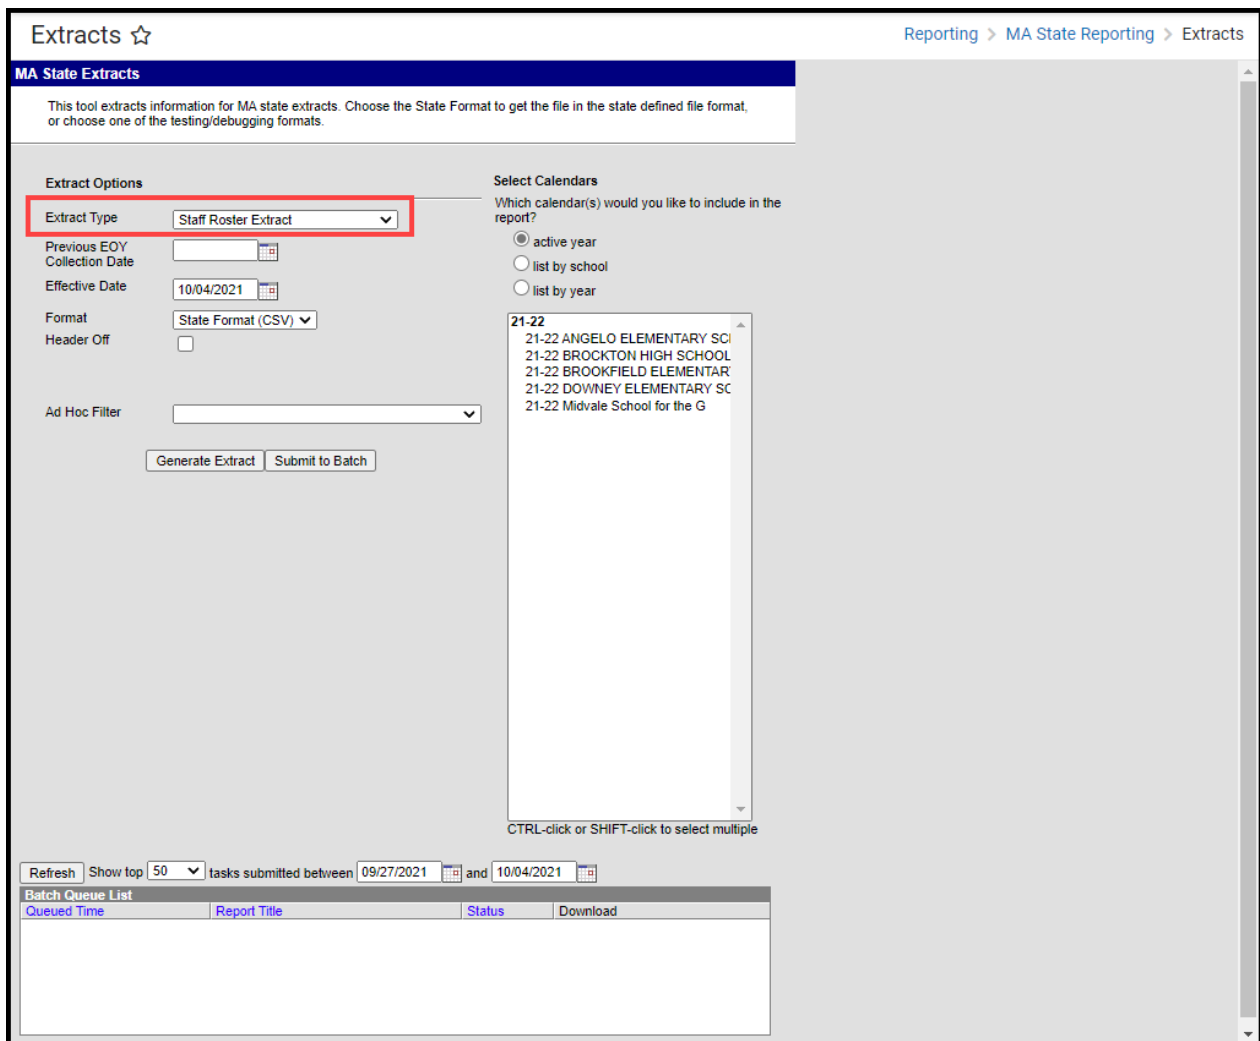 Extracts
Reporting > MA State Reporting > Extracts
MA State Extracts
This tool extracts information for MA state extracts. Choose the State Format to get the file in the state defined file format,
or choose one of the testing/debugging formats.
Extract Options
Extract Type
Staff Roster Extract
Previous EOY
Collection Date
Effective Date
10/04/2021
Format
State Format (CSV)
Header Off
Ad Hoc Filter
Generate Extract
Submit to Batch
Select Calendars
Which calendar(s) would you like to include in the
report?
active year
list by school
list by year
21-22
21-22 ANGELO ELEMENTARY SC
21-22 BROCKTON HIGH SCHOOL
21-22 BROOKFIELD ELEMENTAR
21-22 DOWNEY ELEMENTARY SC
21-22 Midvale School for the G
CTRL-click or SHIFT-click to select multiple
Refresh Show top 50 tasks submitted between 09/27/2021 and 10/04/2021
Batch Queue List
Queued Time Report Title Status Download